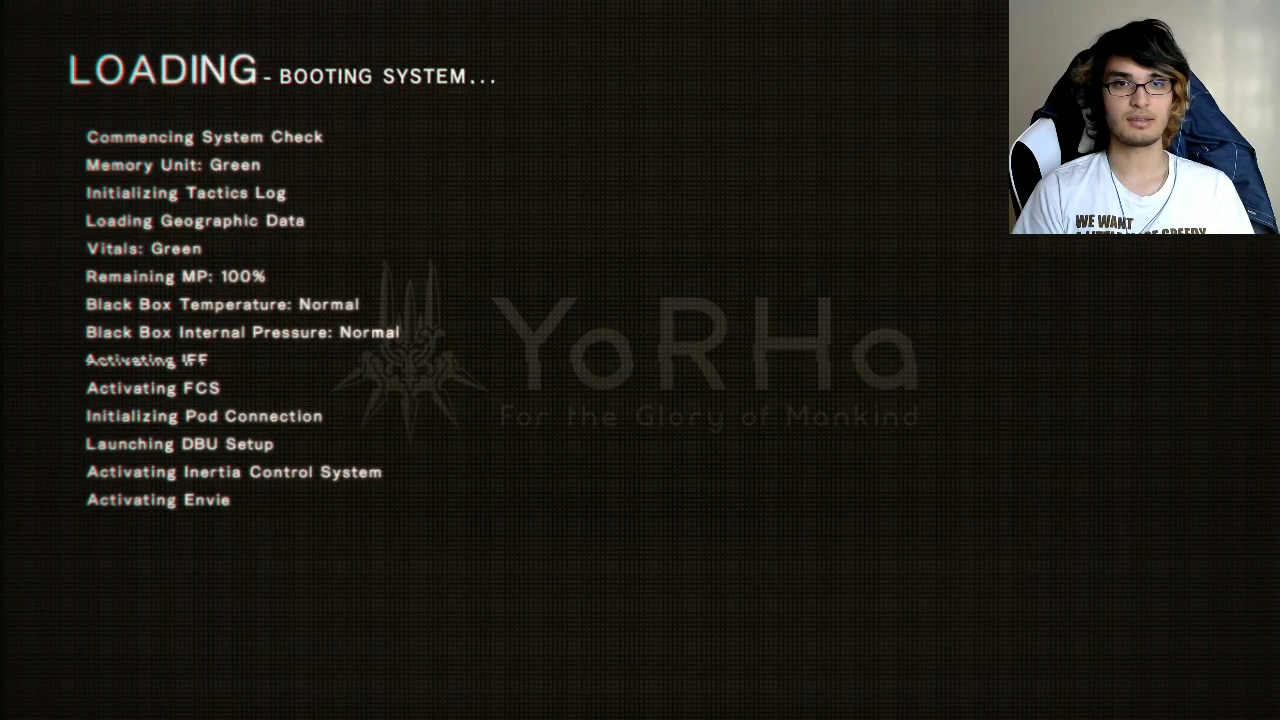 LOADING - BOOTING SYSTEM...
Commencing System Check
Memory Unit: Green
Initializing Tactics Log
Loading Geographic Data
Vitals: Green
Remaining MP: 100%
Black Box Temperature: Normal
Black Box Internal Pressure: Normal
Activating IFF
Activating FCS
Initializing Pod Connection
Launching DBU Setup
Activating Inertia Control System
Activating Envie
YoRHa
For the Glory of Mankind
WE WANT
GREEDY